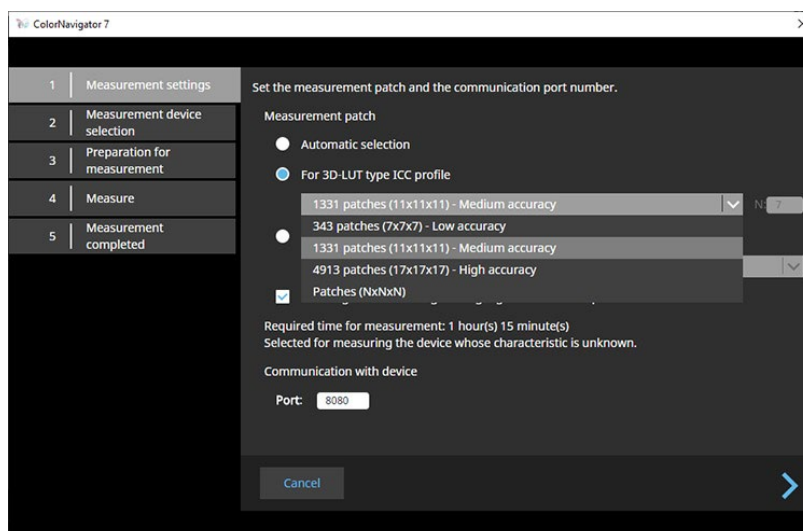 ColorNavigator 7
1 Measurement settings
2 Measurement device
selection
3 Preparation for
measurement
4 Measure
5 Measurement
completed
Set the measurement patch and the communication port number.
Measurement patch
Automatic selection
For 3D-LUT type ICC profile
1331 patches (11x11x11) - Medium accuracy N: 7
343 patches (7x7x7) - Low accuracy
1331 patches (11x11x11) - Medium accuracy
4913 patches (17x17x17) - High accuracy
Patches (NxNxN)
Required time for measurement: 1 hour(s) 15 minute(s)
Selected for measuring the device whose characteristic is unknown.
Communication with device
Port: 8080
Cancel